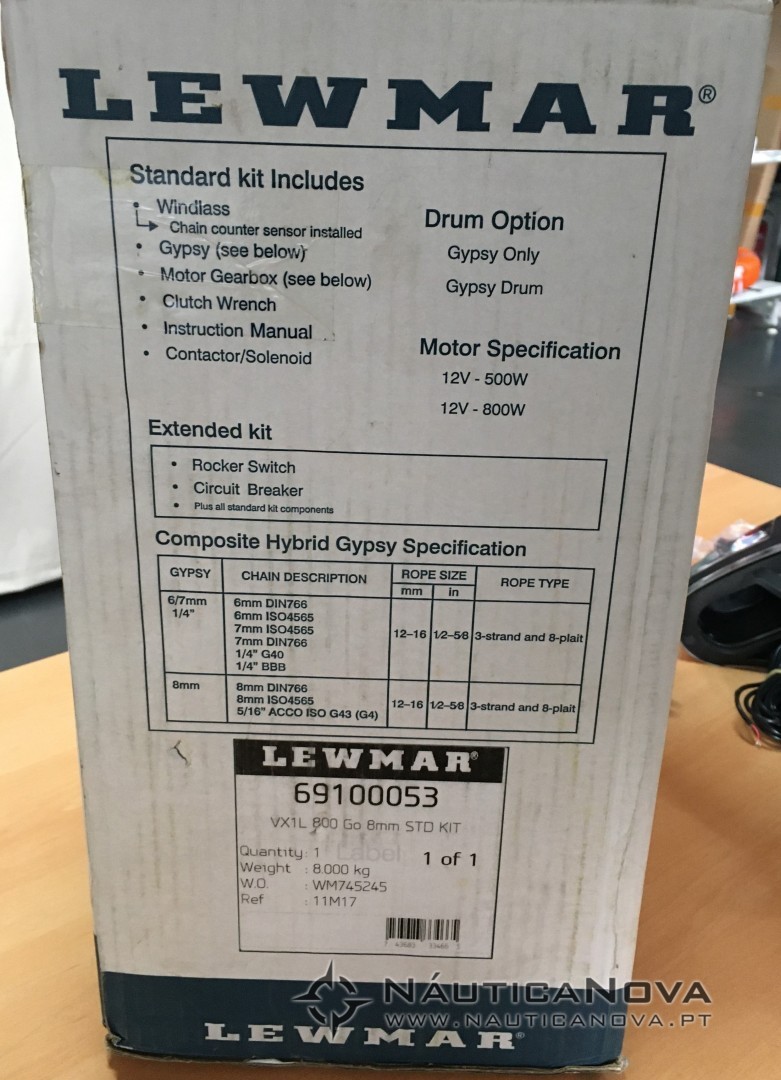 LEWMAR®
Standard kit Includes
• Windlass
Chain counter sensor installed
• Gypsy (see below)
• Motor Gearbox (see below)
• Clutch Wrench
• Instruction Manual
• Contactor/Solenoid
Drum Option
Gypsy Only
Gypsy Drum
Motor Specification
12V - 500W
12V - 800W
Extended kit
• Rocker Switch
• Circuit Breaker
• Plus all standard kit components
Composite Hybrid Gypsy Specification
GYPSY CHAIN DESCRIPTION ROPE SIZE ROPE TYPE
mm in
6/7mm
1/4"
6mm DIN766
6mm ISO4565
7mm ISO4565
7mm DIN766
1/4" G40
1/4" BBB
12–16 1⁄2–5⁄8 3-strand and 8-plait
8mm
8mm DIN766
8mm ISO4565
5/16" ACCO ISO G43 (G4)
12–16 1⁄2–5⁄8 3-strand and 8-plait
LEWMAR®
69100053
VX1L 800 Go 8mm STD KIT
Label
Quantity: 1 1 of 1
Weight : 8.000 kg
W.O. : WM745245
Ref : 11M17
NáuticaNova
www.nauticanova.pt
LEWMAR®